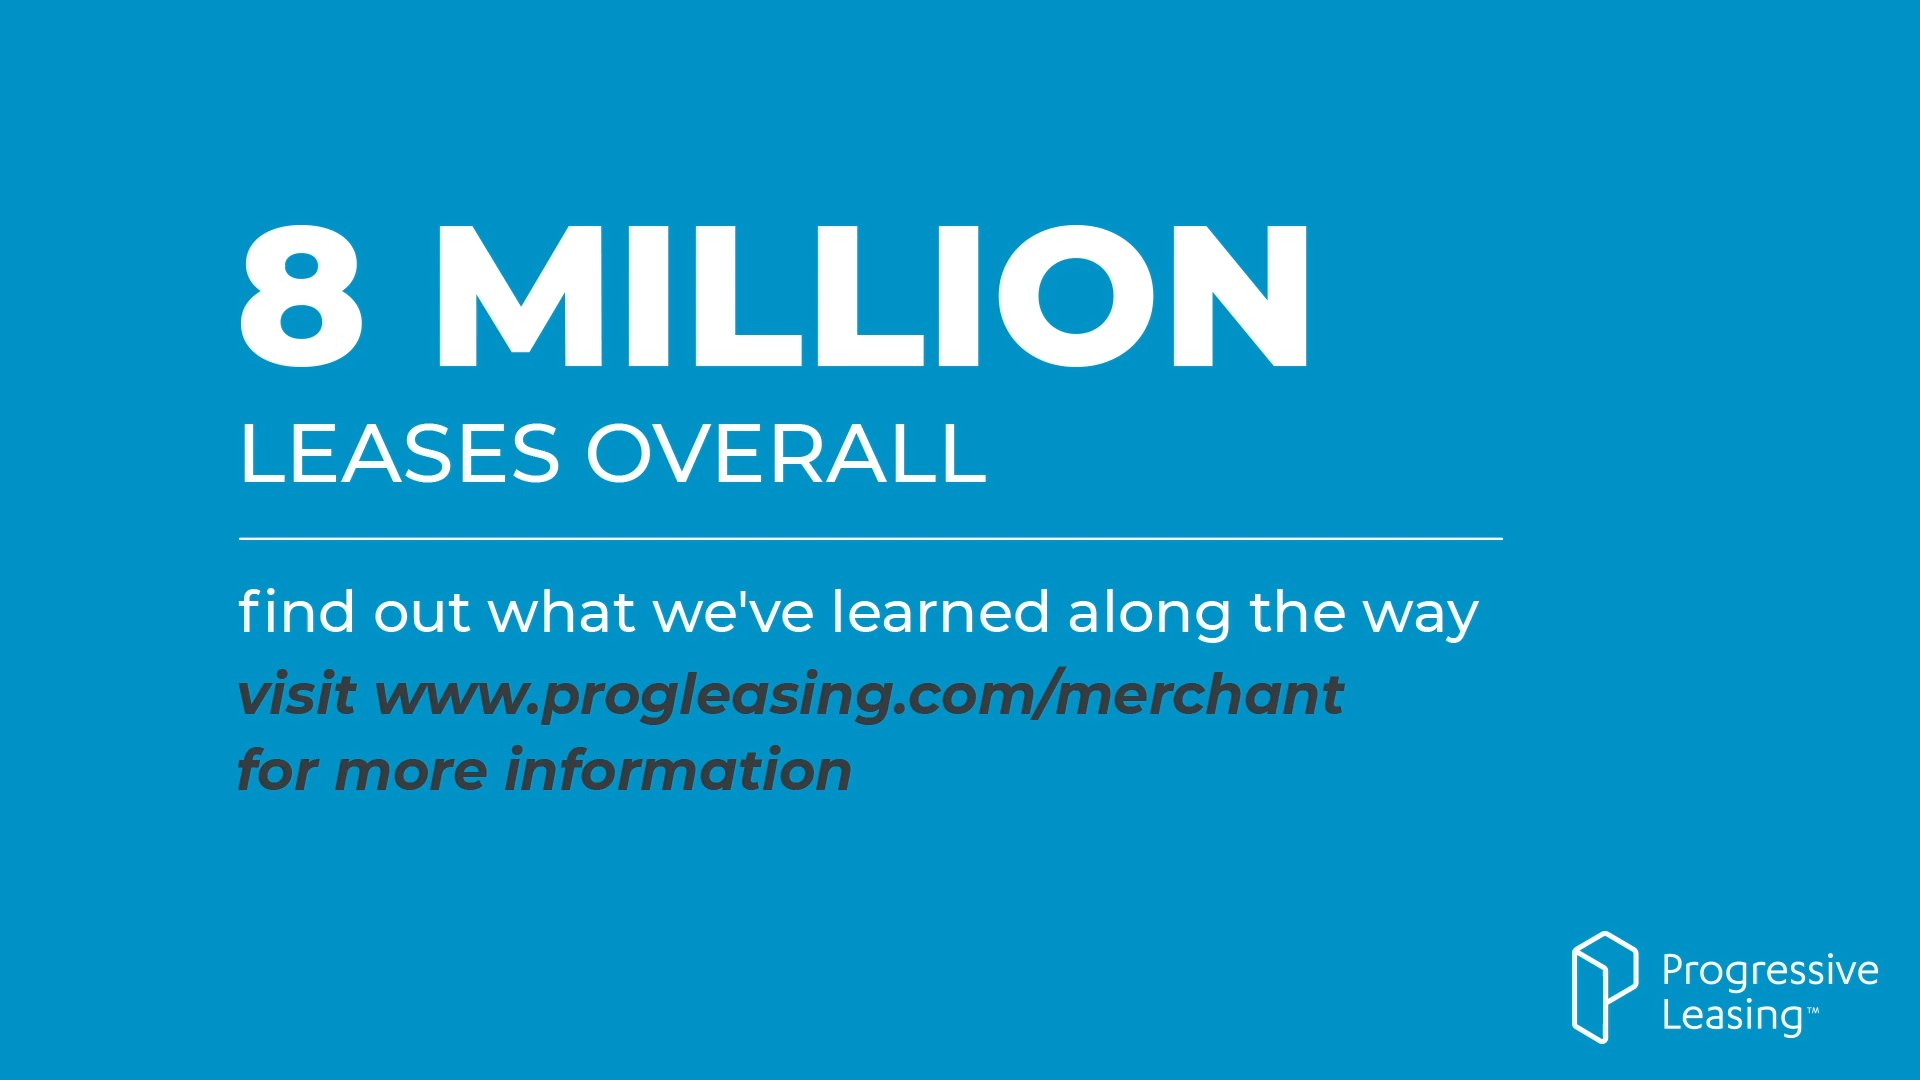 8 MILLION
LEASES OVERALL
find out what we've learned along the way
visit www.progleasing.com/merchant
for more information
Progressive
Leasing™